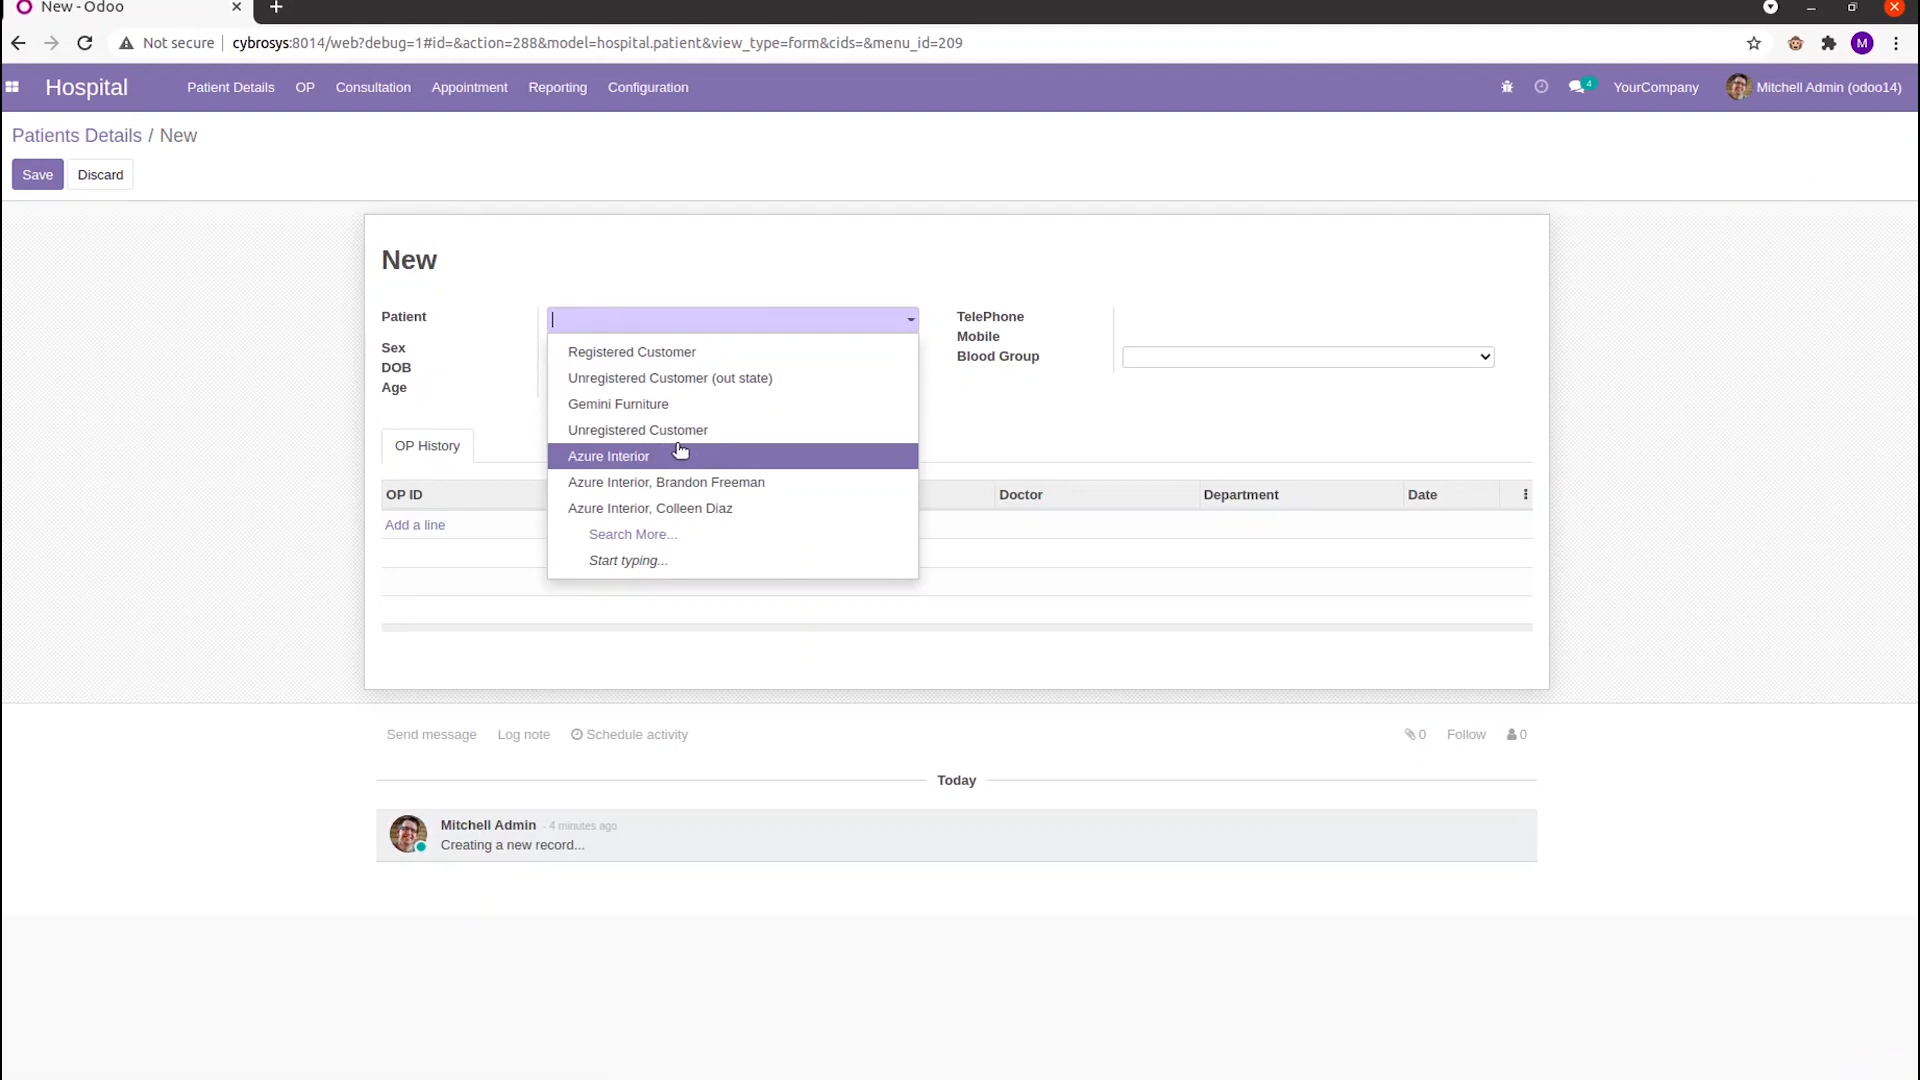 New - Odoo
Not secure cybrosys:8014/web?debug=1#id=&action=288&model=hospital.patient&view_type=form&cids=&menu_id=209 M
Hospital Patient Details OP Consultation Appointment Reporting Configuration 4 YourCompany Mitchell Admin (odoo14)
Patients Details / New
Save Discard
New
Patient TelePhone
Mobile
Sex Registered Customer Blood Group
DOB Unregistered Customer (out state)
Age Gemini Furniture
Unregistered Customer
OP History Azure Interior
Azure Interior, Brandon Freeman
OP ID Doctor Department Date
Azure Interior, Colleen Diaz
Add a line Search More...
Start typing...
Send message Log note Schedule activity 0 Follow 0
Today
Mitchell Admin - 4 minutes ago
Creating a new record...